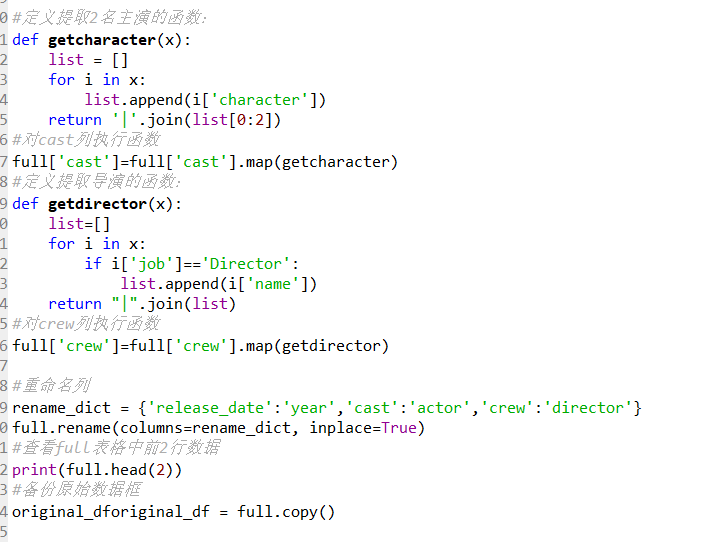 0 #定义提取2名主演的函数:
1 def getcharacter(x):
2     list = []
3     for i in x:
4         list.append(i['character'])
5     return '|'.join(list[0:2])
6 #对cast列执行函数
7 full['cast']=full['cast'].map(getcharacter)
8 #定义提取导演的函数:
9 def getdirector(x):
0     list=[]
1     for i in x:
2         if i['job']=='Director':
3             list.append(i['name'])
4     return "|".join(list)
5 #对crew列执行函数
6 full['crew']=full['crew'].map(getdirector)
7
8 #重命名列
9 rename_dict = {'release_date':'year','cast':'actor','crew':'director'}
0 full.rename(columns=rename_dict, inplace=True)
1 #查看full表格中前2行数据
2 print(full.head(2))
3 #备份原始数据框
4 original_dforiginal_df = full.copy()
5